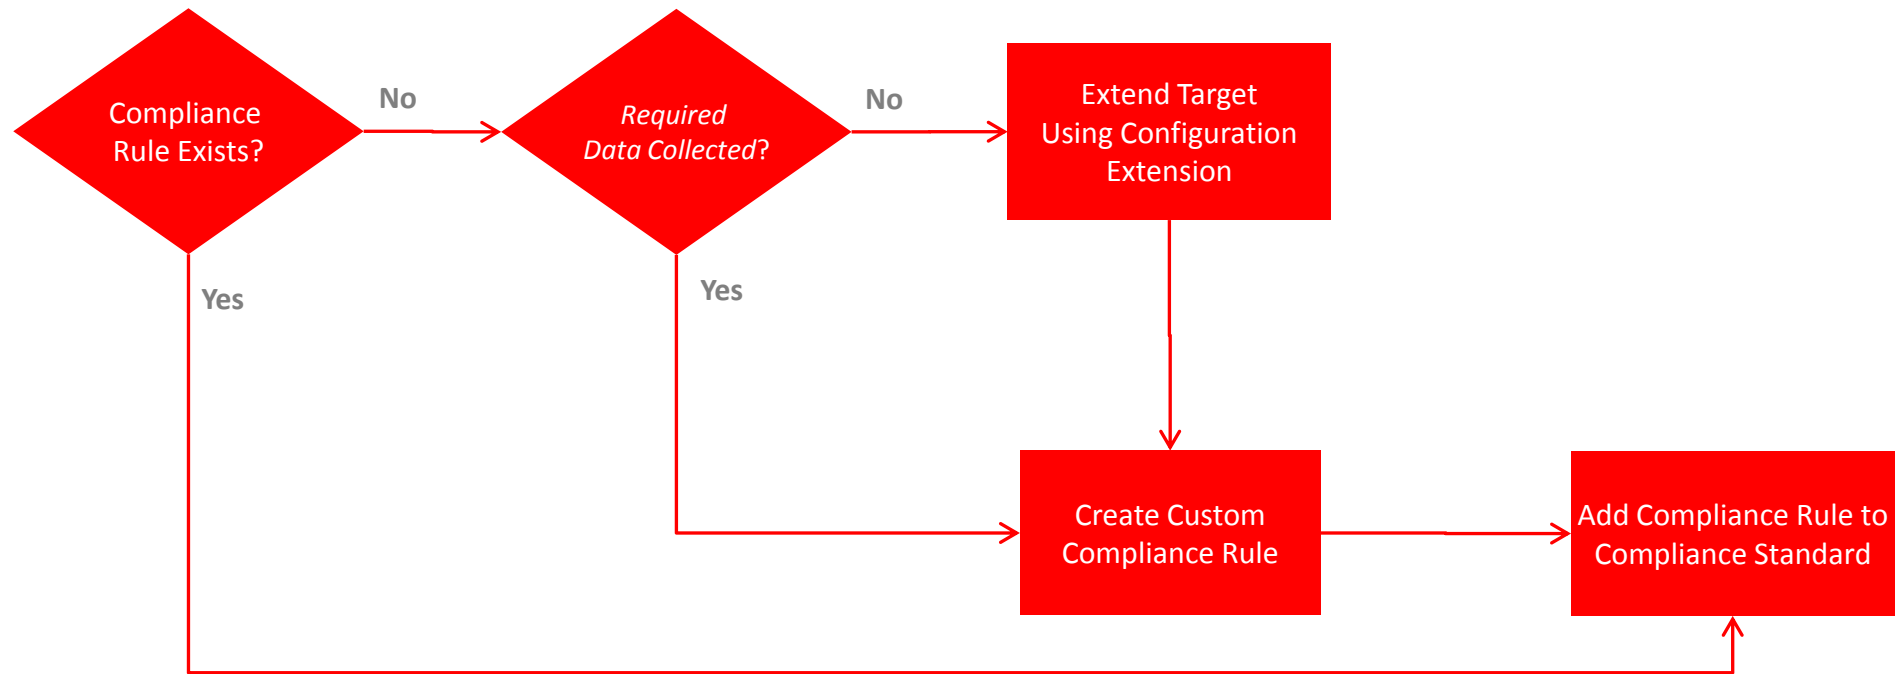 Compliance
Rule Exists?
No
Required
Data Collected?
No
Extend Target
Using Configuration
Extension
Yes
Yes
Create Custom
Compliance Rule
Add Compliance Rule to
Compliance Standard